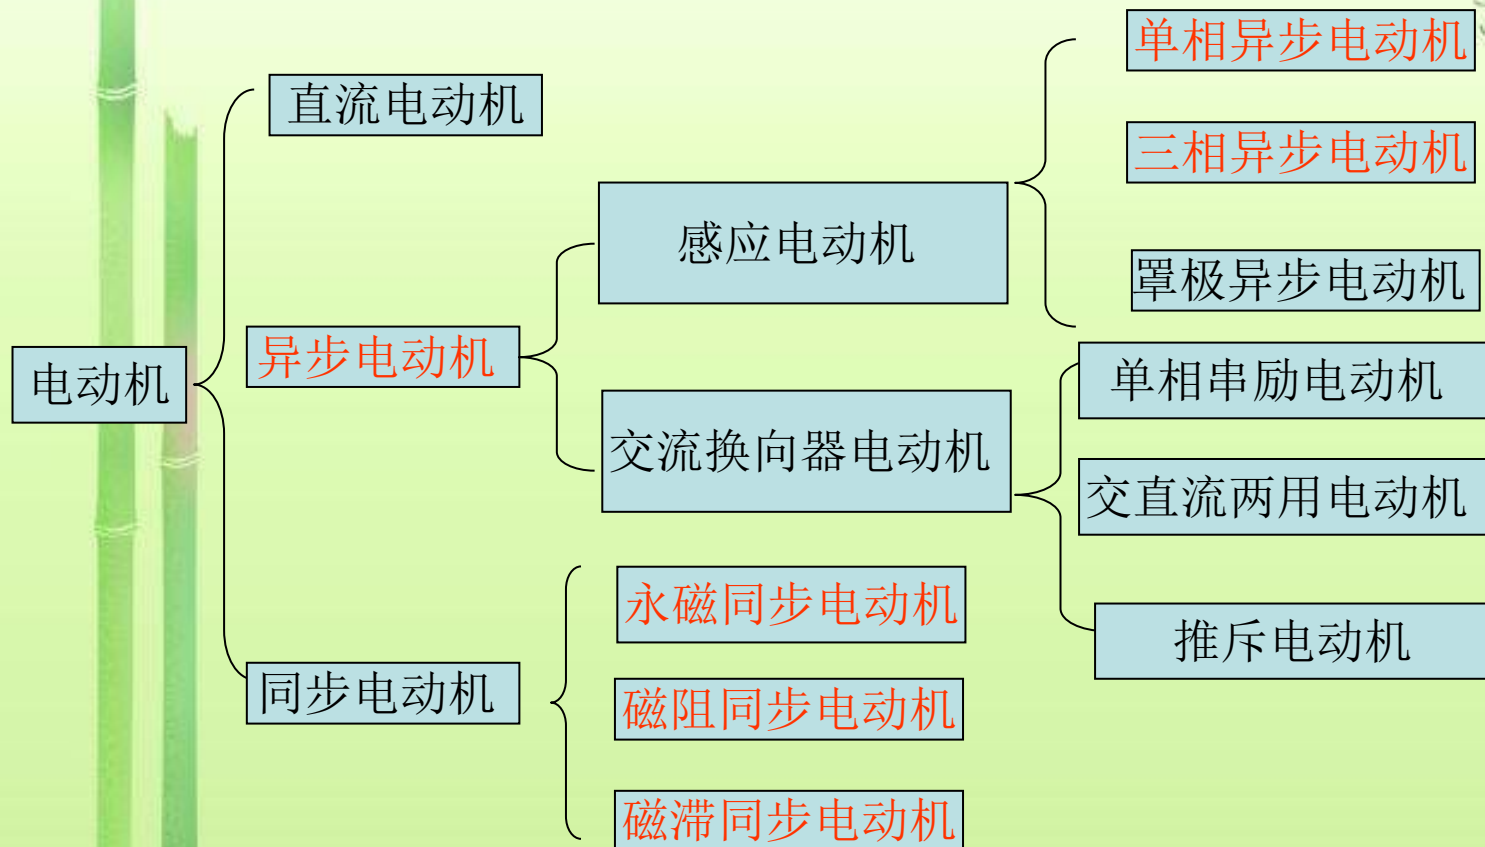 单相异步电动机
直流电动机
三相异步电动机
感应电动机
罩极异步电动机
异步电动机
电动机
单相串励电动机
交流换向器电动机
交直流两用电动机
永磁同步电动机
推斥电动机
同步电动机
磁阻同步电动机
磁滞同步电动机